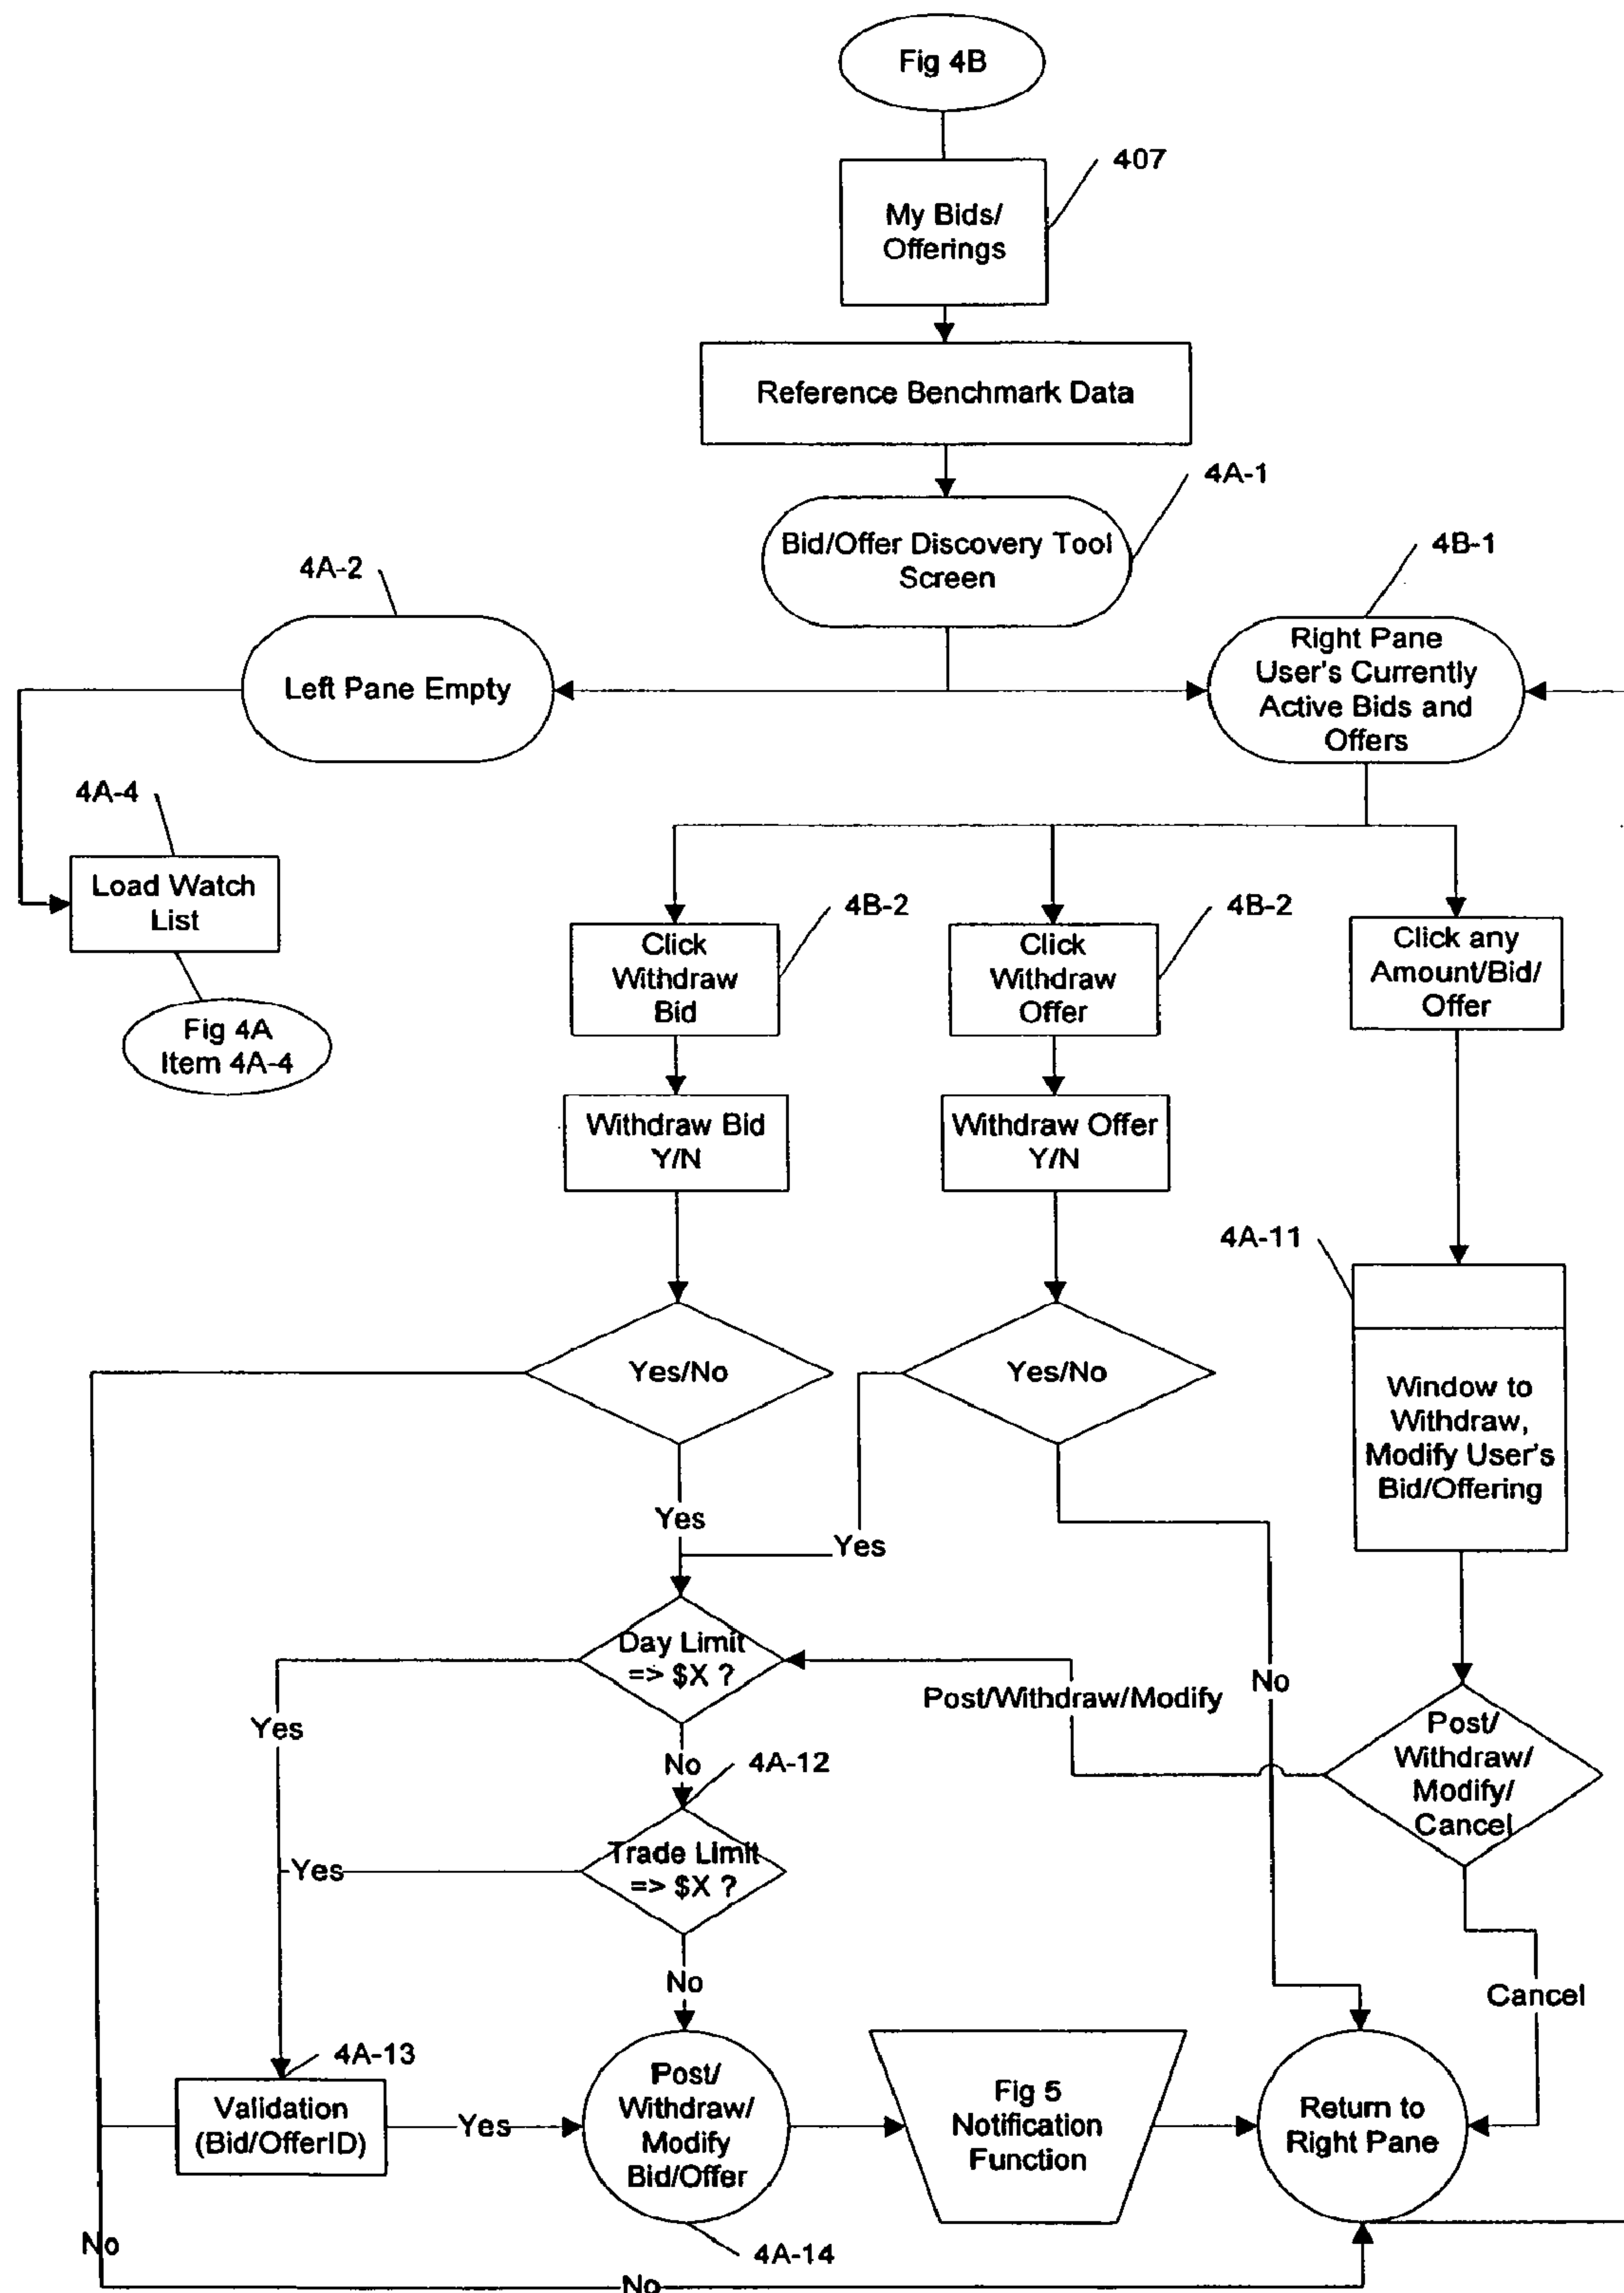 Fig 4B
407
My Bids/
Offerings
Reference Benchmark Data
4A-1
Bid/Offer Discovery Tool
Screen
4A-2
Left Pane Empty
4B-1
Right Pane
User's Currently
Active Bids and
Offers
4A-4
Load Watch
List
Fig 4A
Item 4A-4
4B-2
Click
Withdraw
Bid
4B-2
Click
Withdraw
Offer
Click any
Amount/Bid/
Offer
Withdraw Bid
Y/N
Withdraw Offer
Y/N
4A-11
Window to
Withdraw,
Modify User's
Bid/Offering
Yes/No
Yes/No
Yes
Yes
Day Limit
=> $X ?
Post/Withdraw/Modify
No
Post/
Withdraw/
Modify/
Cancel
Yes
No
4A-12
Trade Limit
=> $X ?
Yes
No
Cancel
4A-13
Validation
(Bid/OfferID)
Yes
Post/
Withdraw/
Modify
Bid/Offer
Fig 5
Notification
Function
Return to
Right Pane
No
4A-14
No